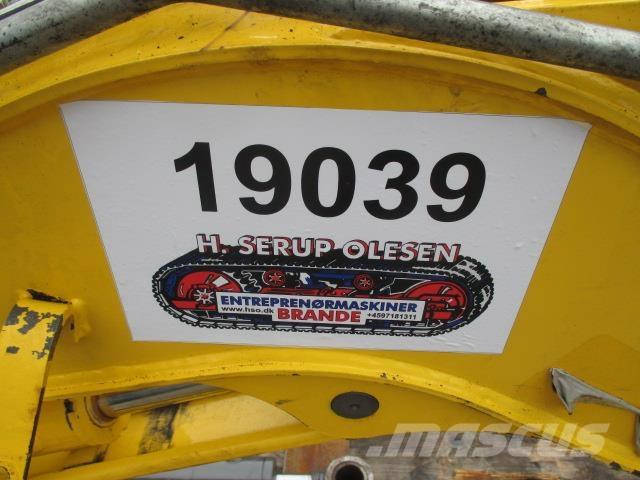 19039
H. SERUP OLESEN
ENTREPRENØRMASKINER
www.hso.dk BRANDE +4597181311
MASCUS